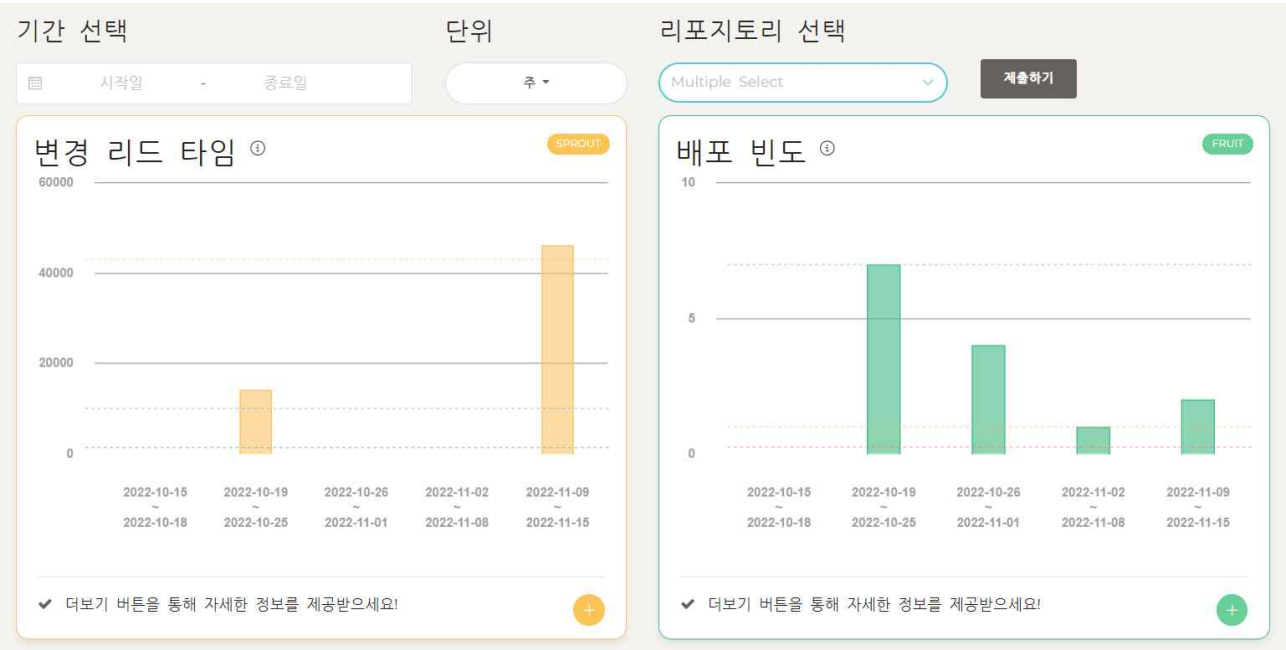 기간 선택
단위
리포지토리 선택
시작일 - 종료일
주
Multiple Select
제출하기
변경 리드 타임
SPROUT
60000
40000
20000
0
2022-10-15 2022-10-19 2022-10-26 2022-11-02 2022-11-09
~ ~ ~ ~ ~
2022-10-18 2022-10-25 2022-11-01 2022-11-08 2022-11-15
더보기 버튼을 통해 자세한 정보를 제공받으세요!
+
배포 빈도
FRUIT
10
5
0
2022-10-15 2022-10-19 2022-10-26 2022-11-02 2022-11-09
~ ~ ~ ~ ~
2022-10-18 2022-10-25 2022-11-01 2022-11-08 2022-11-15
더보기 버튼을 통해 자세한 정보를 제공받으세요!
+